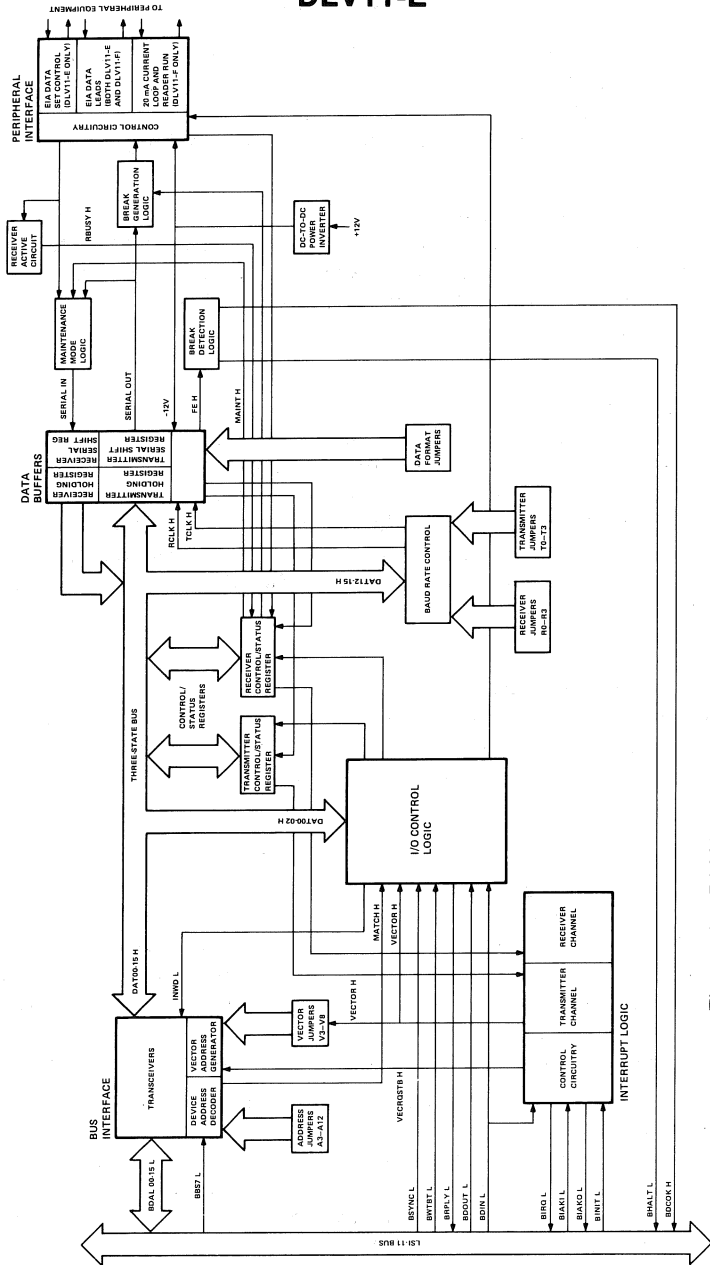 DLV11-E
TO PERIPHERAL EQUIPMENT
PERIPHERAL
INTERFACE
EIA DATA
SET CONTROL
(DLV11-E ONLY)
EIA DATA
LEADS
(BOTH DLV11-E
AND DLV11-F)
20 mA CURRENT
LOOP AND
READER RUN
(DLV11-F ONLY)
CONTROL CIRCUITRY
RECEIVER
ACTIVE
CIRCUIT
RBUSY H
BREAK
GENERATION
LOGIC
DC-TO-DC
POWER
INVERTER
+12V
MAINTENANCE
MODE
LOGIC
BREAK
DETECTION
LOGIC
SERIAL IN
SERIAL OUT
-12V
FE H
MAINT H
DATA
BUFFERS
RECEIVER
HOLDING
REGISTER
RECEIVER
SERIAL
SHIFT REG
TRANSMITTER
HOLDING
REGISTER
TRANSMITTER
SERIAL SHIFT
REGISTER
DATA
FORMAT
JUMPERS
RCLK H
TCLK H
BAUD RATE CONTROL
TRANSMITTER
JUMPERS
T0–T3
RECEIVER
JUMPERS
R0–R3
DAT12-15 H
THREE-STATE BUS
CONTROL/
STATUS
REGISTERS
RECEIVER
CONTROL/STATUS
REGISTER
TRANSMITTER
CONTROL/STATUS
REGISTER
DAT00-02 H
I/O CONTROL
LOGIC
DAT00-15 H
INWD L
MATCH H
VECTOR H
VECTOR H
BUS
INTERFACE
TRANSCEIVERS
DEVICE
ADDRESS
DECODER
VECTOR
ADDRESS
GENERATOR
VECTOR
JUMPERS
V3–V8
ADDRESS
JUMPERS
A3–A12
VECRQSTB H
INTERRUPT LOGIC
CONTROL
CIRCUITRY
TRANSMITTER
CHANNEL
RECEIVER
CHANNEL
BDAL 00-15 L
BBS7 L
BSYNC L
BWTBT L
BRPLY L
BDOUT L
BDIN L
BIRQ L
BIAKI L
BIAKO L
BINIT L
BHALT L
BDCOK H
LSI-11 BUS